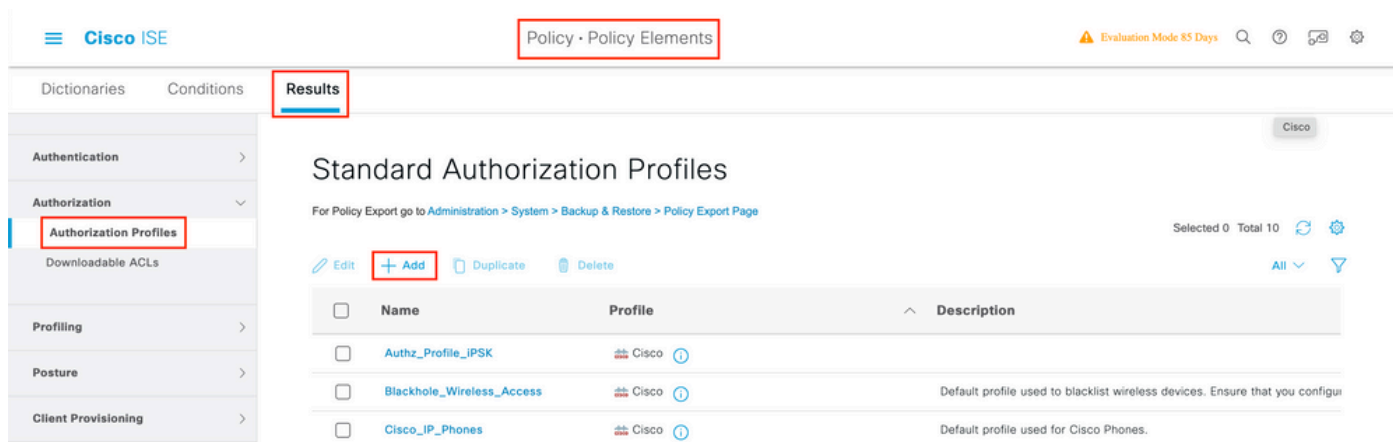 Cisco ISE
Policy · Policy Elements
Evaluation Mode 85 Days
Dictionaries Conditions Results
Cisco
Authentication
Authorization
Authorization Profiles
Downloadable ACLs
Profiling
Posture
Client Provisioning
Standard Authorization Profiles
For Policy Export go to Administration > System > Backup & Restore > Policy Export Page
Selected 0 Total 10
Edit + Add Duplicate Delete
All
Name Profile Description
Authz_Profile_iPSK Cisco
Blackhole_Wireless_Access Cisco Default profile used to blacklist wireless devices. Ensure that you configu
Cisco_IP_Phones Cisco Default profile used for Cisco Phones.